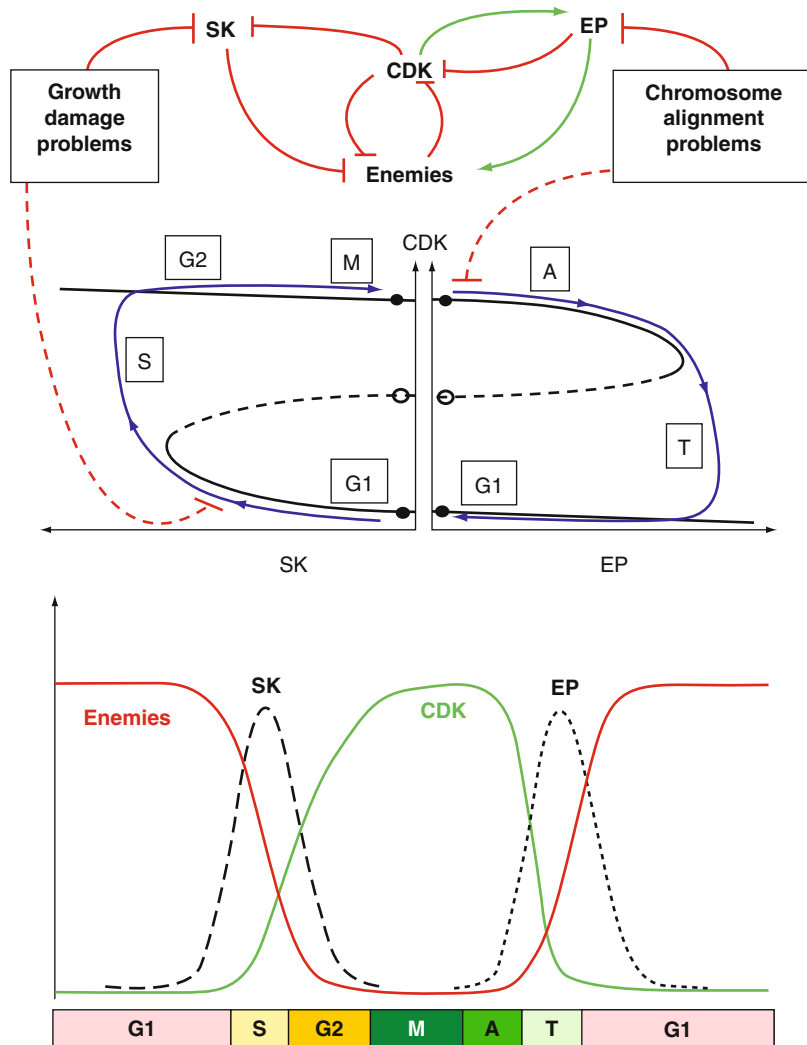 SK
EP
CDK
Growth
damage
problems
Chromosome
alignment
problems
Enemies
CDK
G2
M
A
S
T
G1
G1
SK
EP
SK
EP
Enemies
CDK
G1
S
G2
M
A
T
G1